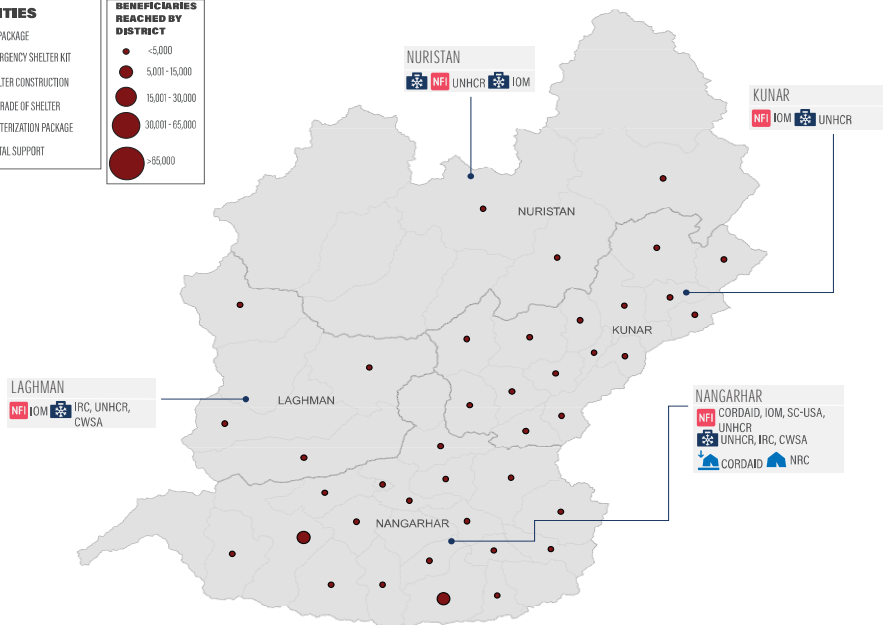 ITIES
PACKAGE
RGENCY SHELTER KIT
LTER CONSTRUCTION
RADE OF SHELTER
TERIZATION PACKAGE
TAL SUPPORT
BENEFICIARIES
REACHED BY
DISTRICT
<5,000
5,001 - 15,000
15,001 - 30,000
30,001 - 65,000
>65,000
NURISTAN
NFI UNHCR IOM
KUNAR
NFI IOM UNHCR
NURISTAN
KUNAR
LAGHMAN
NFI IOM IRC, UNHCR,
CWSA
LAGHMAN
NANGARHAR
NFI CORDAID, IOM, SC-USA,
UNHCR
UNHCR, IRC, CWSA
CORDAID NRC
NANGARHAR